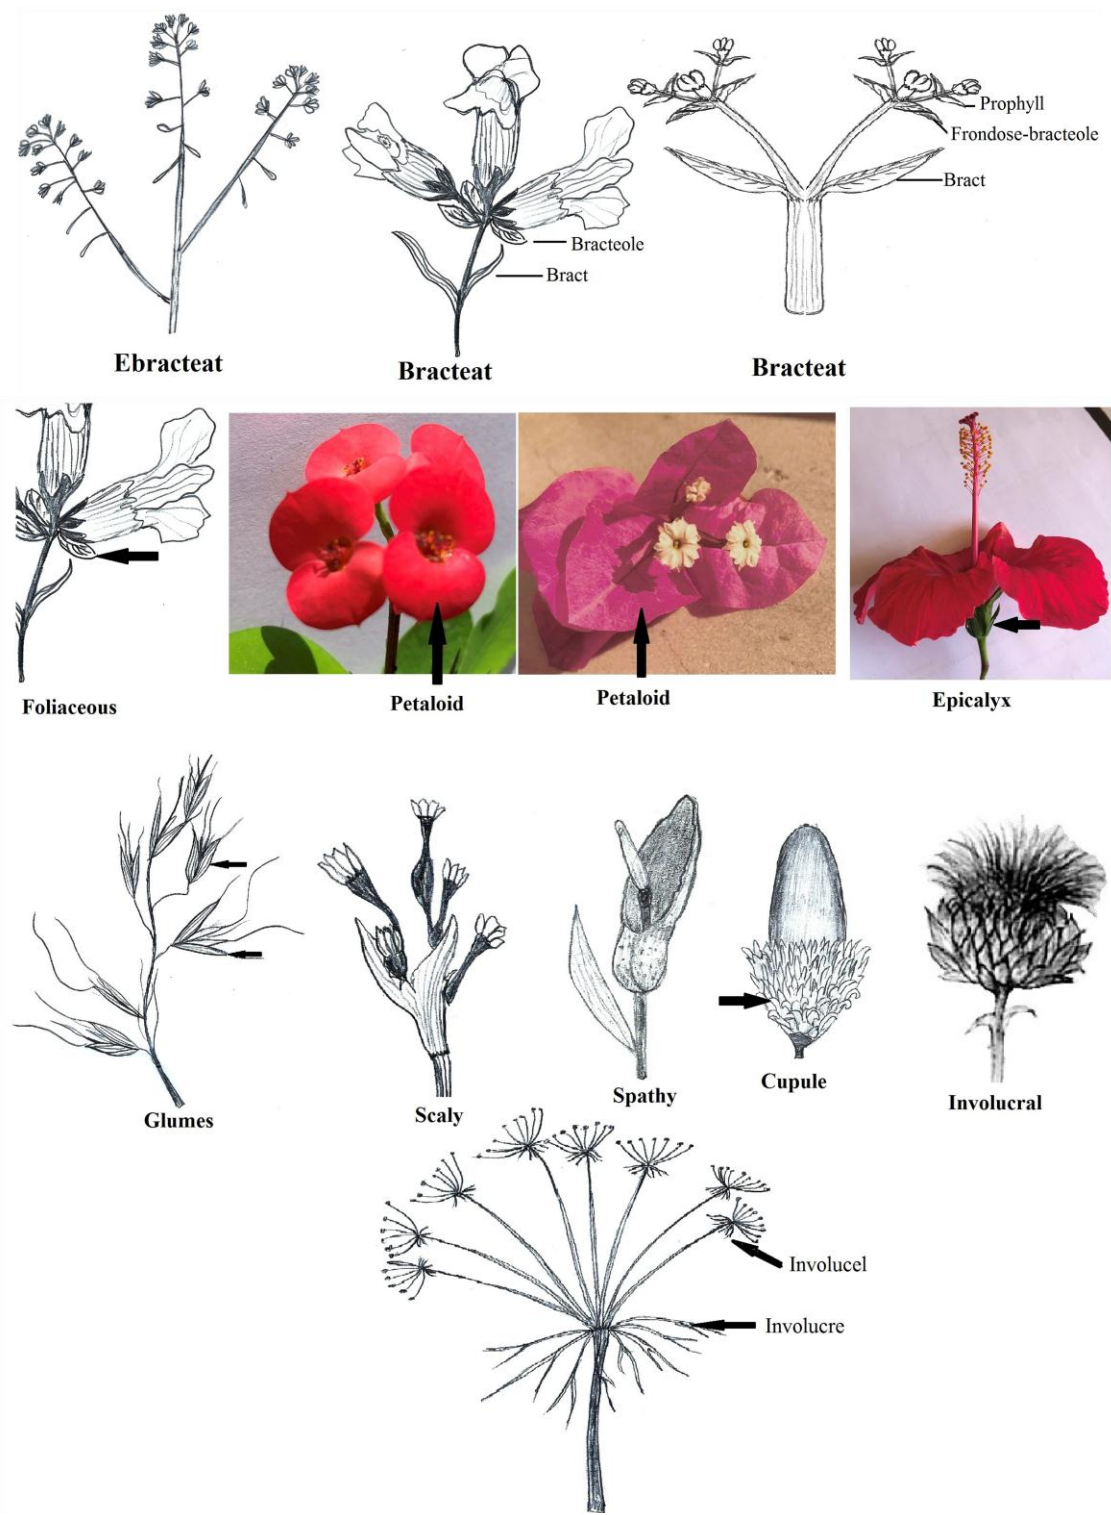 Prophyll
Frondose-bracteole
Bract
Bracteole
Bract
Ebracteat
Bracteat
Bracteat
Foliaceous
Petaloid
Petaloid
Epicalyx
Glumes
Scaly
Spathy
Cupule
Involucral
Involucel
Involucre